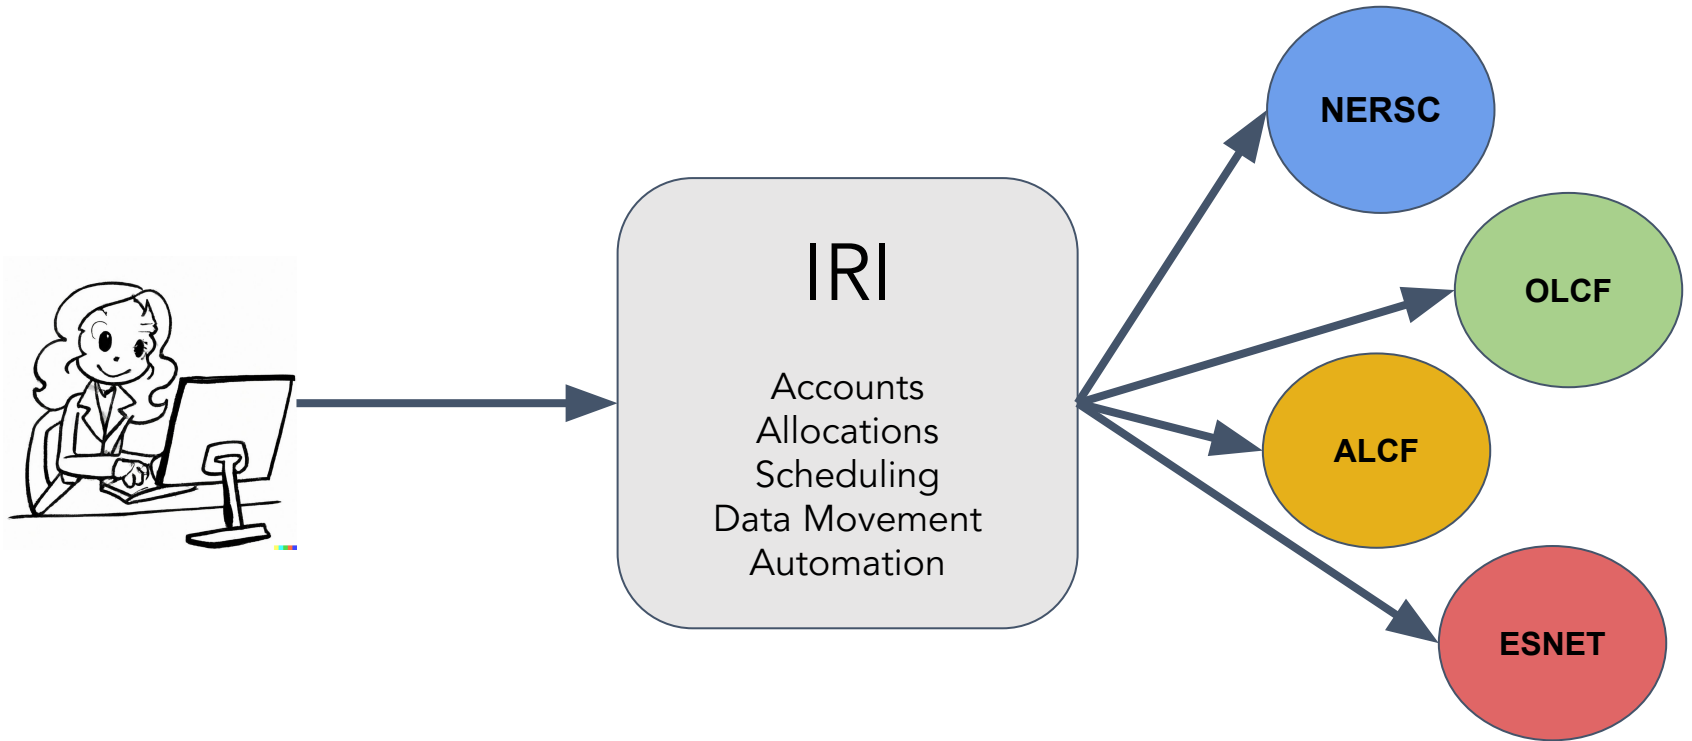 IRI
Accounts
Allocations
Scheduling
Data Movement
Automation
NERSC
OLCF
ALCF
ESNET